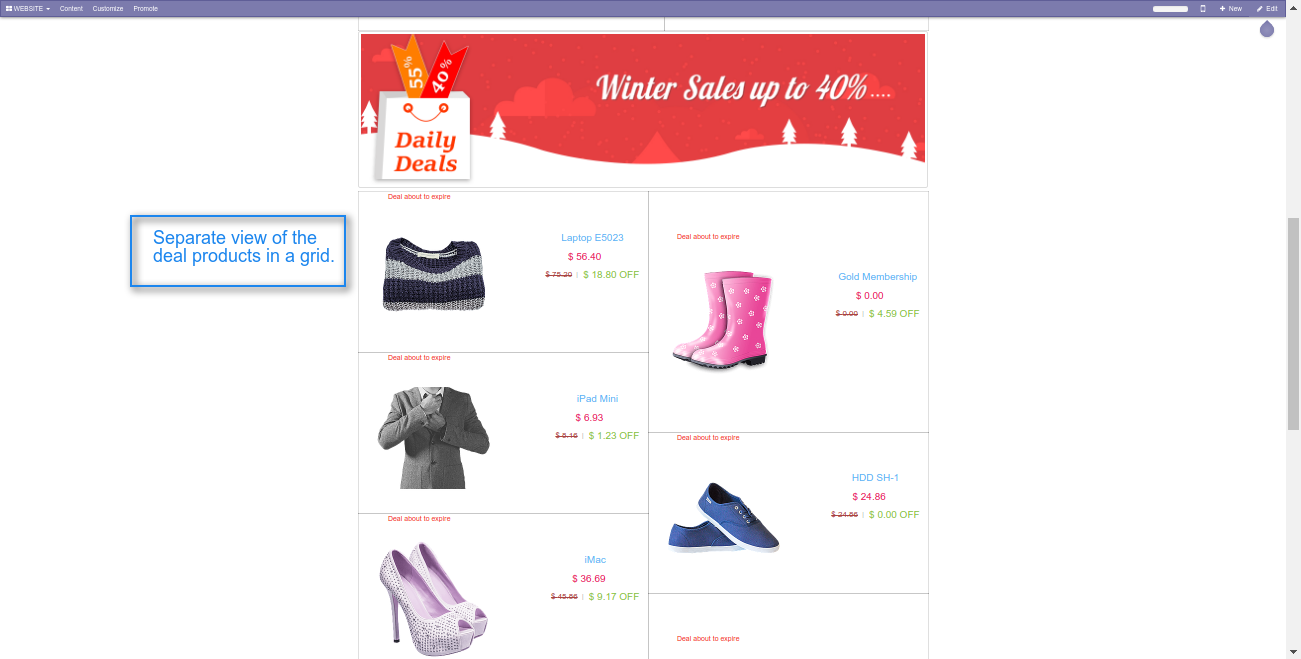 WEBSITE Content Customize Promote New Edit
55%
40%
Daily
Deals
Winter Sales up to 40%....
Separate view of the
deal products in a grid.
Deal about to expire
Laptop E5023
$ 56.40
$ 75.20 | $ 18.80 OFF
Deal about to expire
Gold Membership
$ 0.00
$ 0.00 | $ 4.59 OFF
Deal about to expire
iPad Mini
$ 6.93
$ 8.16 | $ 1.23 OFF
Deal about to expire
HDD SH-1
$ 24.86
$ 24.86 | $ 0.00 OFF
Deal about to expire
iMac
$ 36.69
$ 45.86 | $ 9.17 OFF
Deal about to expire